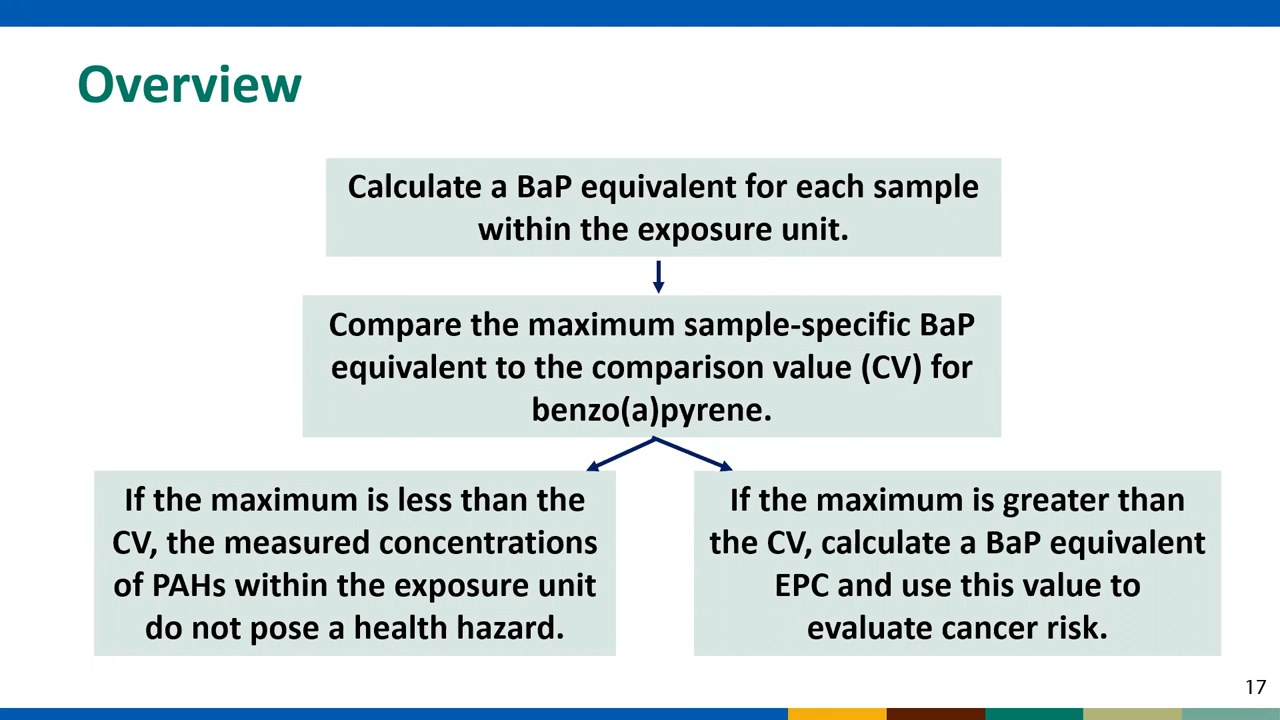 Overview
Calculate a BaP equivalent for each sample
within the exposure unit.
Compare the maximum sample-specific BaP
equivalent to the comparison value (CV) for
benzo(a)pyrene.
If the maximum is less than the
CV, the measured concentrations
of PAHs within the exposure unit
do not pose a health hazard.
If the maximum is greater than
the CV, calculate a BaP equivalent
EPC and use this value to
evaluate cancer risk.
17